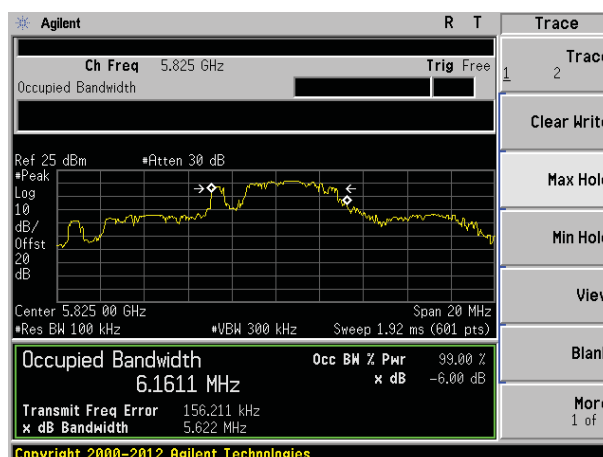 Agilent R T Trace
Ch Freq 5.825 GHz Trig Free
Occupied Bandwidth
Trace
1 2
Clear Write
Max Hold
Min Hold
View
Blank
More
1 of
Ref 25 dBm #Atten 30 dB
#Peak
Log
10
dB/
Offst
20
dB
Center 5.825 00 GHz Span 20 MHz
#Res BW 100 kHz #VBW 300 kHz Sweep 1.92 ms (601 pts)
Occupied Bandwidth Occ BW % Pwr 99.00 %
6.1611 MHz x dB -6.00 dB
Transmit Freq Error 156.211 kHz
x dB Bandwidth 5.622 MHz
Copyright 2000-2012 Agilent Technologies